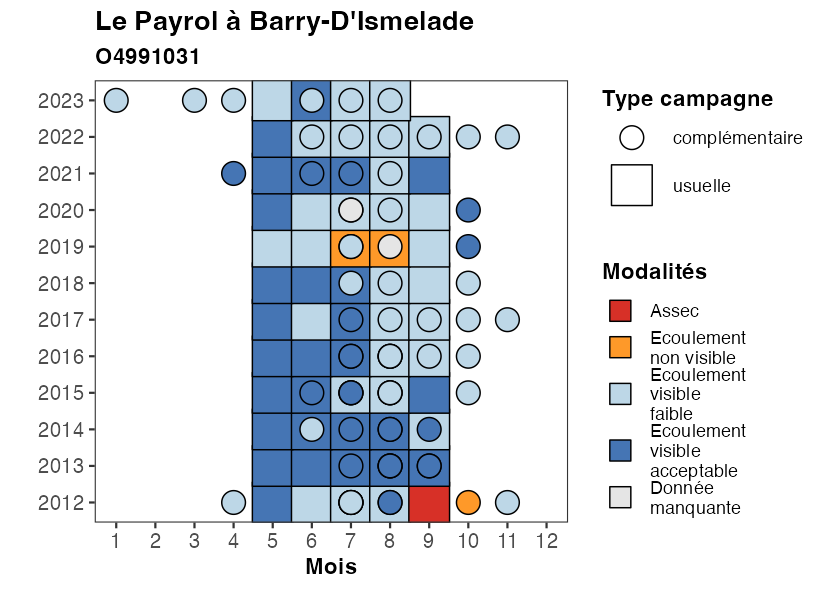 Le Payrol à Barry-D'Ismelade
O4991031
2023
2022
2021
2020
2019
2018
2017
2016
2015
2014
2013
2012
1 2 3 4 5 6 7 8 9 10 11 12
Mois
Type campagne
complémentaire
usuelle
Modalités
Assec
Ecoulement
non visible
Ecoulement
visible
faible
Ecoulement
visible
acceptable
Donnée
manquante